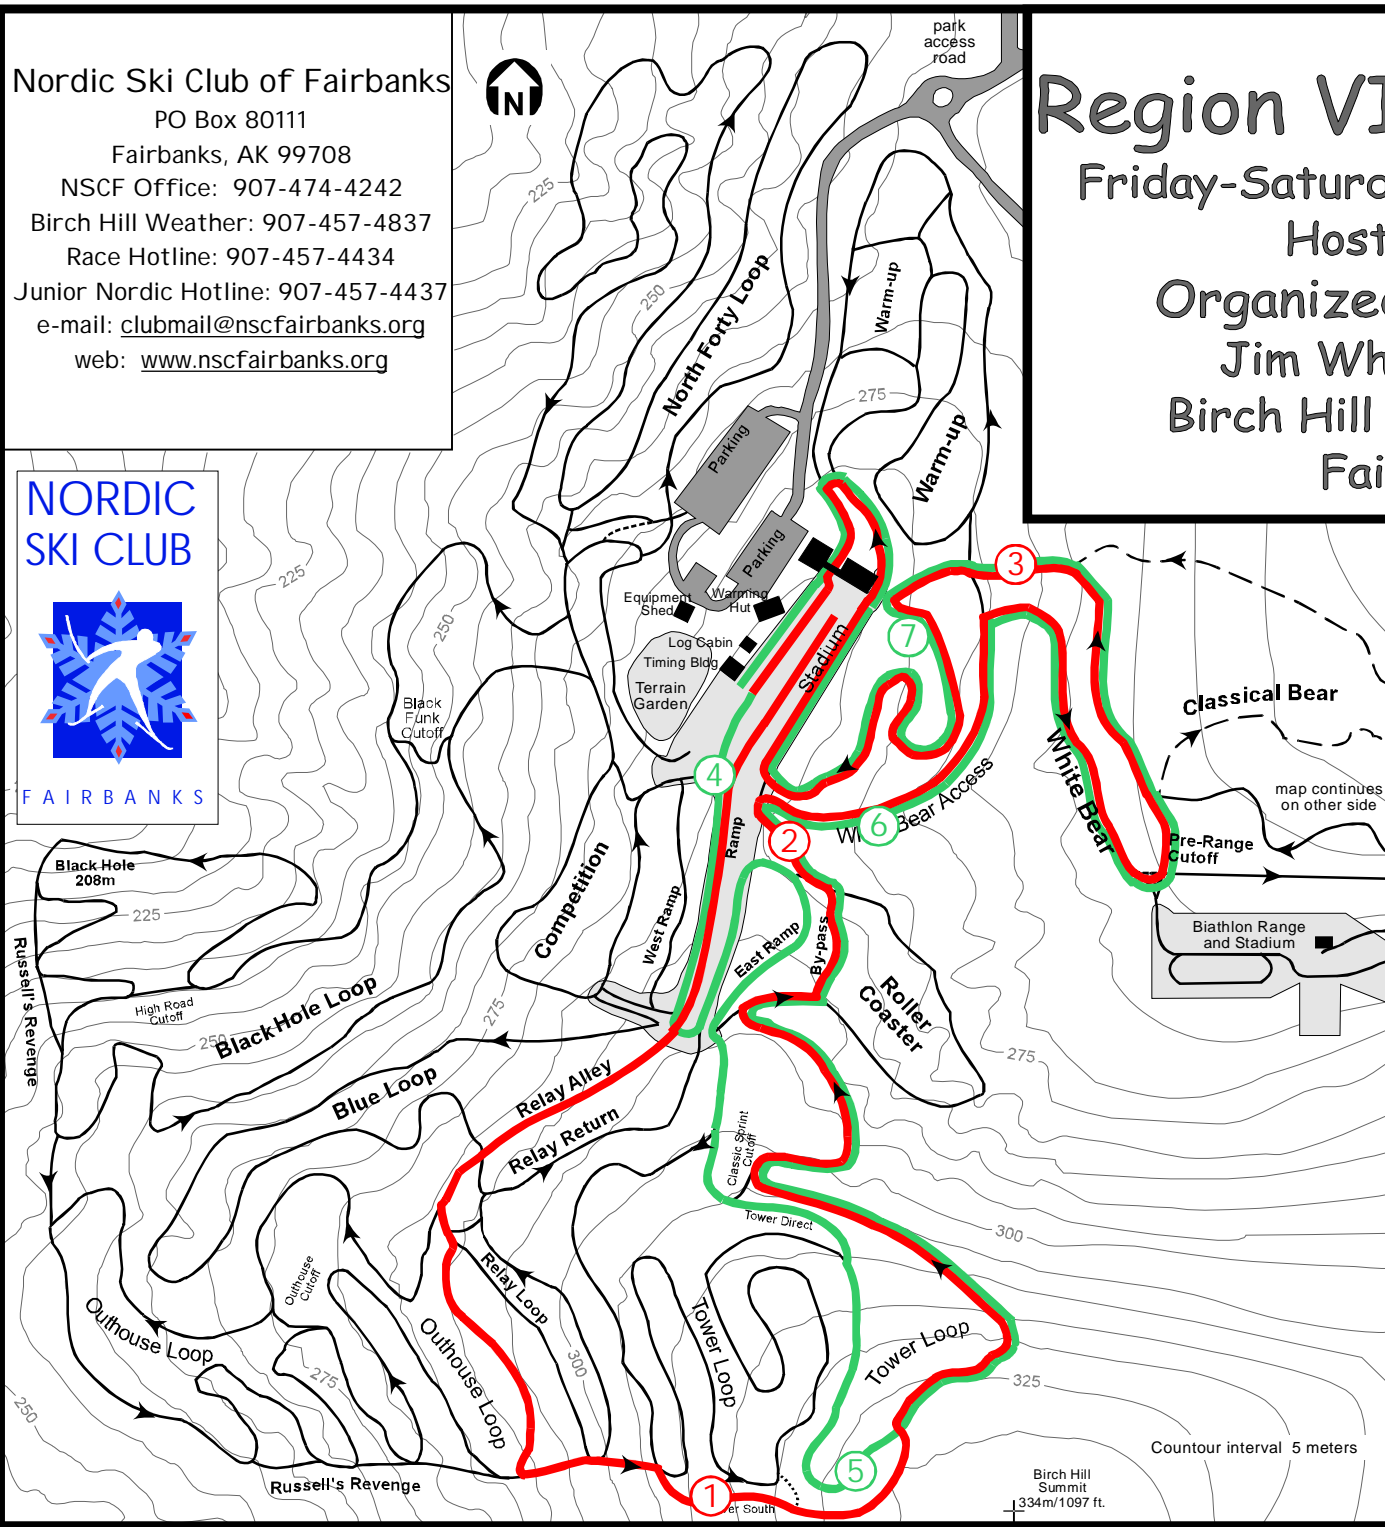 Nordic Ski Club of Fairbanks
PO Box 80111
Fairbanks, AK 99708
NSCF Office: 907-474-4242
Birch Hill Weather: 907-457-4837
Race Hotline: 907-457-4434
Junior Nordic Hotline: 907-457-4437
e-mail: clubmail@nscfairbanks.org
web: www.nscfairbanks.org
N
park
access
road
Region VI
Friday-Satur
Host
Organize
Jim Wh
Birch Hill
Fai
NORDIC
SKI CLUB
FAIRBANKS
225
250
North Forty Loop
Warm-up
275
Warm-up
Parking
Parking
Equipment
Shed
Warming
Hut
Log Cabin
Timing Bldg
Terrain
Garden
Stadium
225
250
Black
Funk
Cutoff
3
7
Classical Bear
map continues
on other side
White Bear
4
2
6
Bear Access
Ramp
Pre-Range
Cutoff
Biathlon Range
and Stadium
Black Hole
208m
225
Competition
West Ramp
East Ramp
By-pass
Roller
Coaster
Russell's Revenge
High Road
Cutoff
250
Black Hole Loop
275
275
Blue Loop
Relay Alley
Relay Return
Classic Sprint
Cutoff
Tower Direct
300
Outhouse
Cutoff
Relay Loop
Outhouse Loop
Outhouse Loop
Tower Loop
Tower Loop
300
275
325
250
Russell's Revenge
5
1
South
Countour interval 5 meters
Birch Hill
Summit
334m/1097 ft.